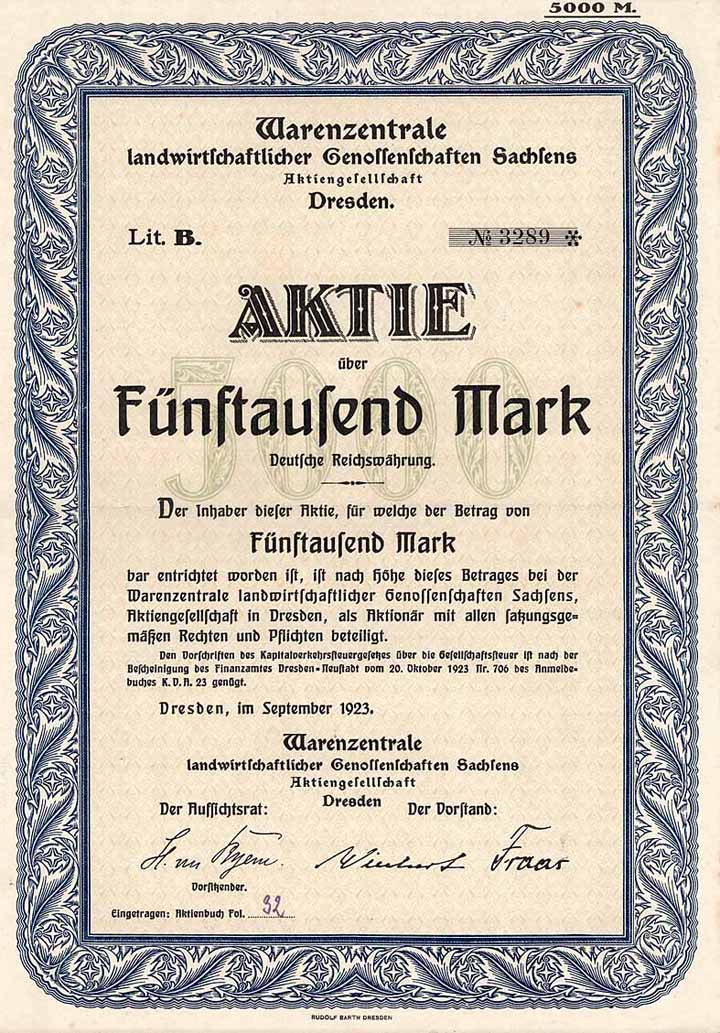 5000 M.
Warenzentrale
landwirtſchaftlicher Genoſſenſchaften Sachſens
Aktiengeſellſchaft
Dresden.
Lit. B. № 3289 ✻
AKTIE
über
5000
Fünftauſend Mark
Deutſche Reichswährung.
Der Inhaber dieſer Aktie, für welche der Betrag von
Fünftauſend Mark
bar entrichtet worden iſt, iſt nach Höhe dieſes Betrages bei der
Warenzentrale landwirtſchaftlicher Genoſſenſchaften Sachſens,
Aktiengeſellſchaft in Dresden, als Aktionär mit allen ſatzungsge=
mäßen Rechten und Pflichten beteiligt.
Den Vorſchriften des Kapitalverkehrsſteuergeſetzes über die Geſellſchaftsſteuer iſt nach der
Beſcheinigung des Finanzamtes Dresden-Neuſtadt vom 20. Oktober 1923 Nr. 706 des Anmelde-
buches K. V. A. 23 genügt.
Dresden, im September 1923.
Warenzentrale
landwirtſchaftlicher Genoſſenſchaften Sachſens
Aktiengeſellſchaft
Dresden
Der Aufſichtsrat: Der Vorſtand:
Fraas
Vorſitzender.
Eingetragen: Aktienbuch Fol. 32
RUDOLF BARTH DRESDEN